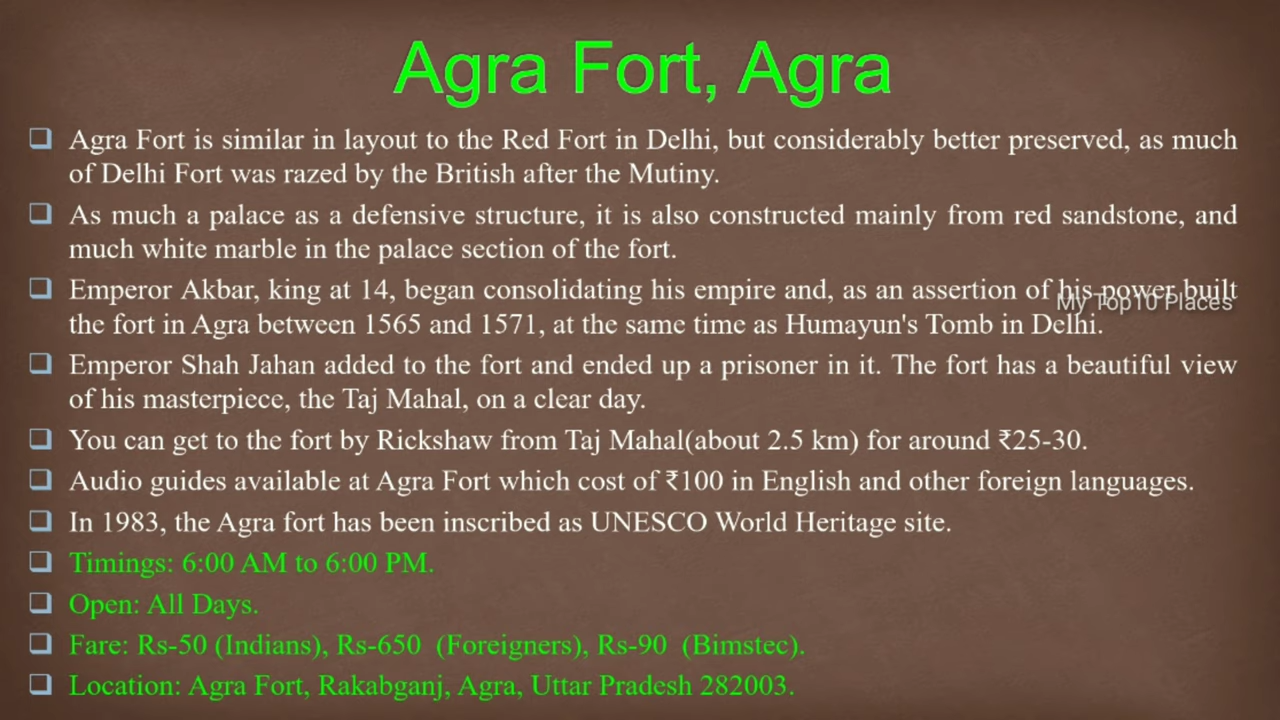 Agra Fort, Agra
Agra Fort is similar in layout to the Red Fort in Delhi, but considerably better preserved, as much
of Delhi Fort was razed by the British after the Mutiny.
As much a palace as a defensive structure, it is also constructed mainly from red sandstone, and
much white marble in the palace section of the fort.
Emperor Akbar, king at 14, began consolidating his empire and, as an assertion of his power built
My Top10 Places
the fort in Agra between 1565 and 1571, at the same time as Humayun's Tomb in Delhi.
Emperor Shah Jahan added to the fort and ended up a prisoner in it. The fort has a beautiful view
of his masterpiece, the Taj Mahal, on a clear day.
You can get to the fort by Rickshaw from Taj Mahal(about 2.5 km) for around ₹25-30.
Audio guides available at Agra Fort which cost of ₹100 in English and other foreign languages.
In 1983, the Agra fort has been inscribed as UNESCO World Heritage site.
Timings: 6:00 AM to 6:00 PM.
Open: All Days.
Fare: Rs-50 (Indians), Rs-650 (Foreigners), Rs-90 (Bimstec).
Location: Agra Fort, Rakabganj, Agra, Uttar Pradesh 282003.